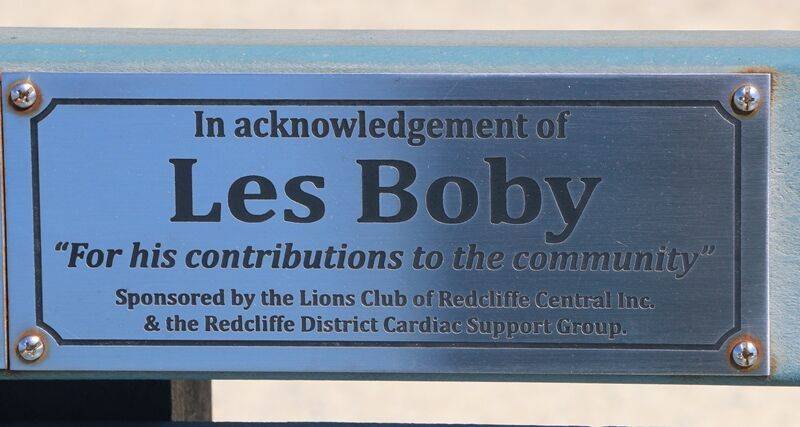 In acknowledgement of
Les Boby
“For his contributions to the community”
Sponsored by the Lions Club of Redcliffe Central Inc.
& the Redcliffe District Cardiac Support Group.